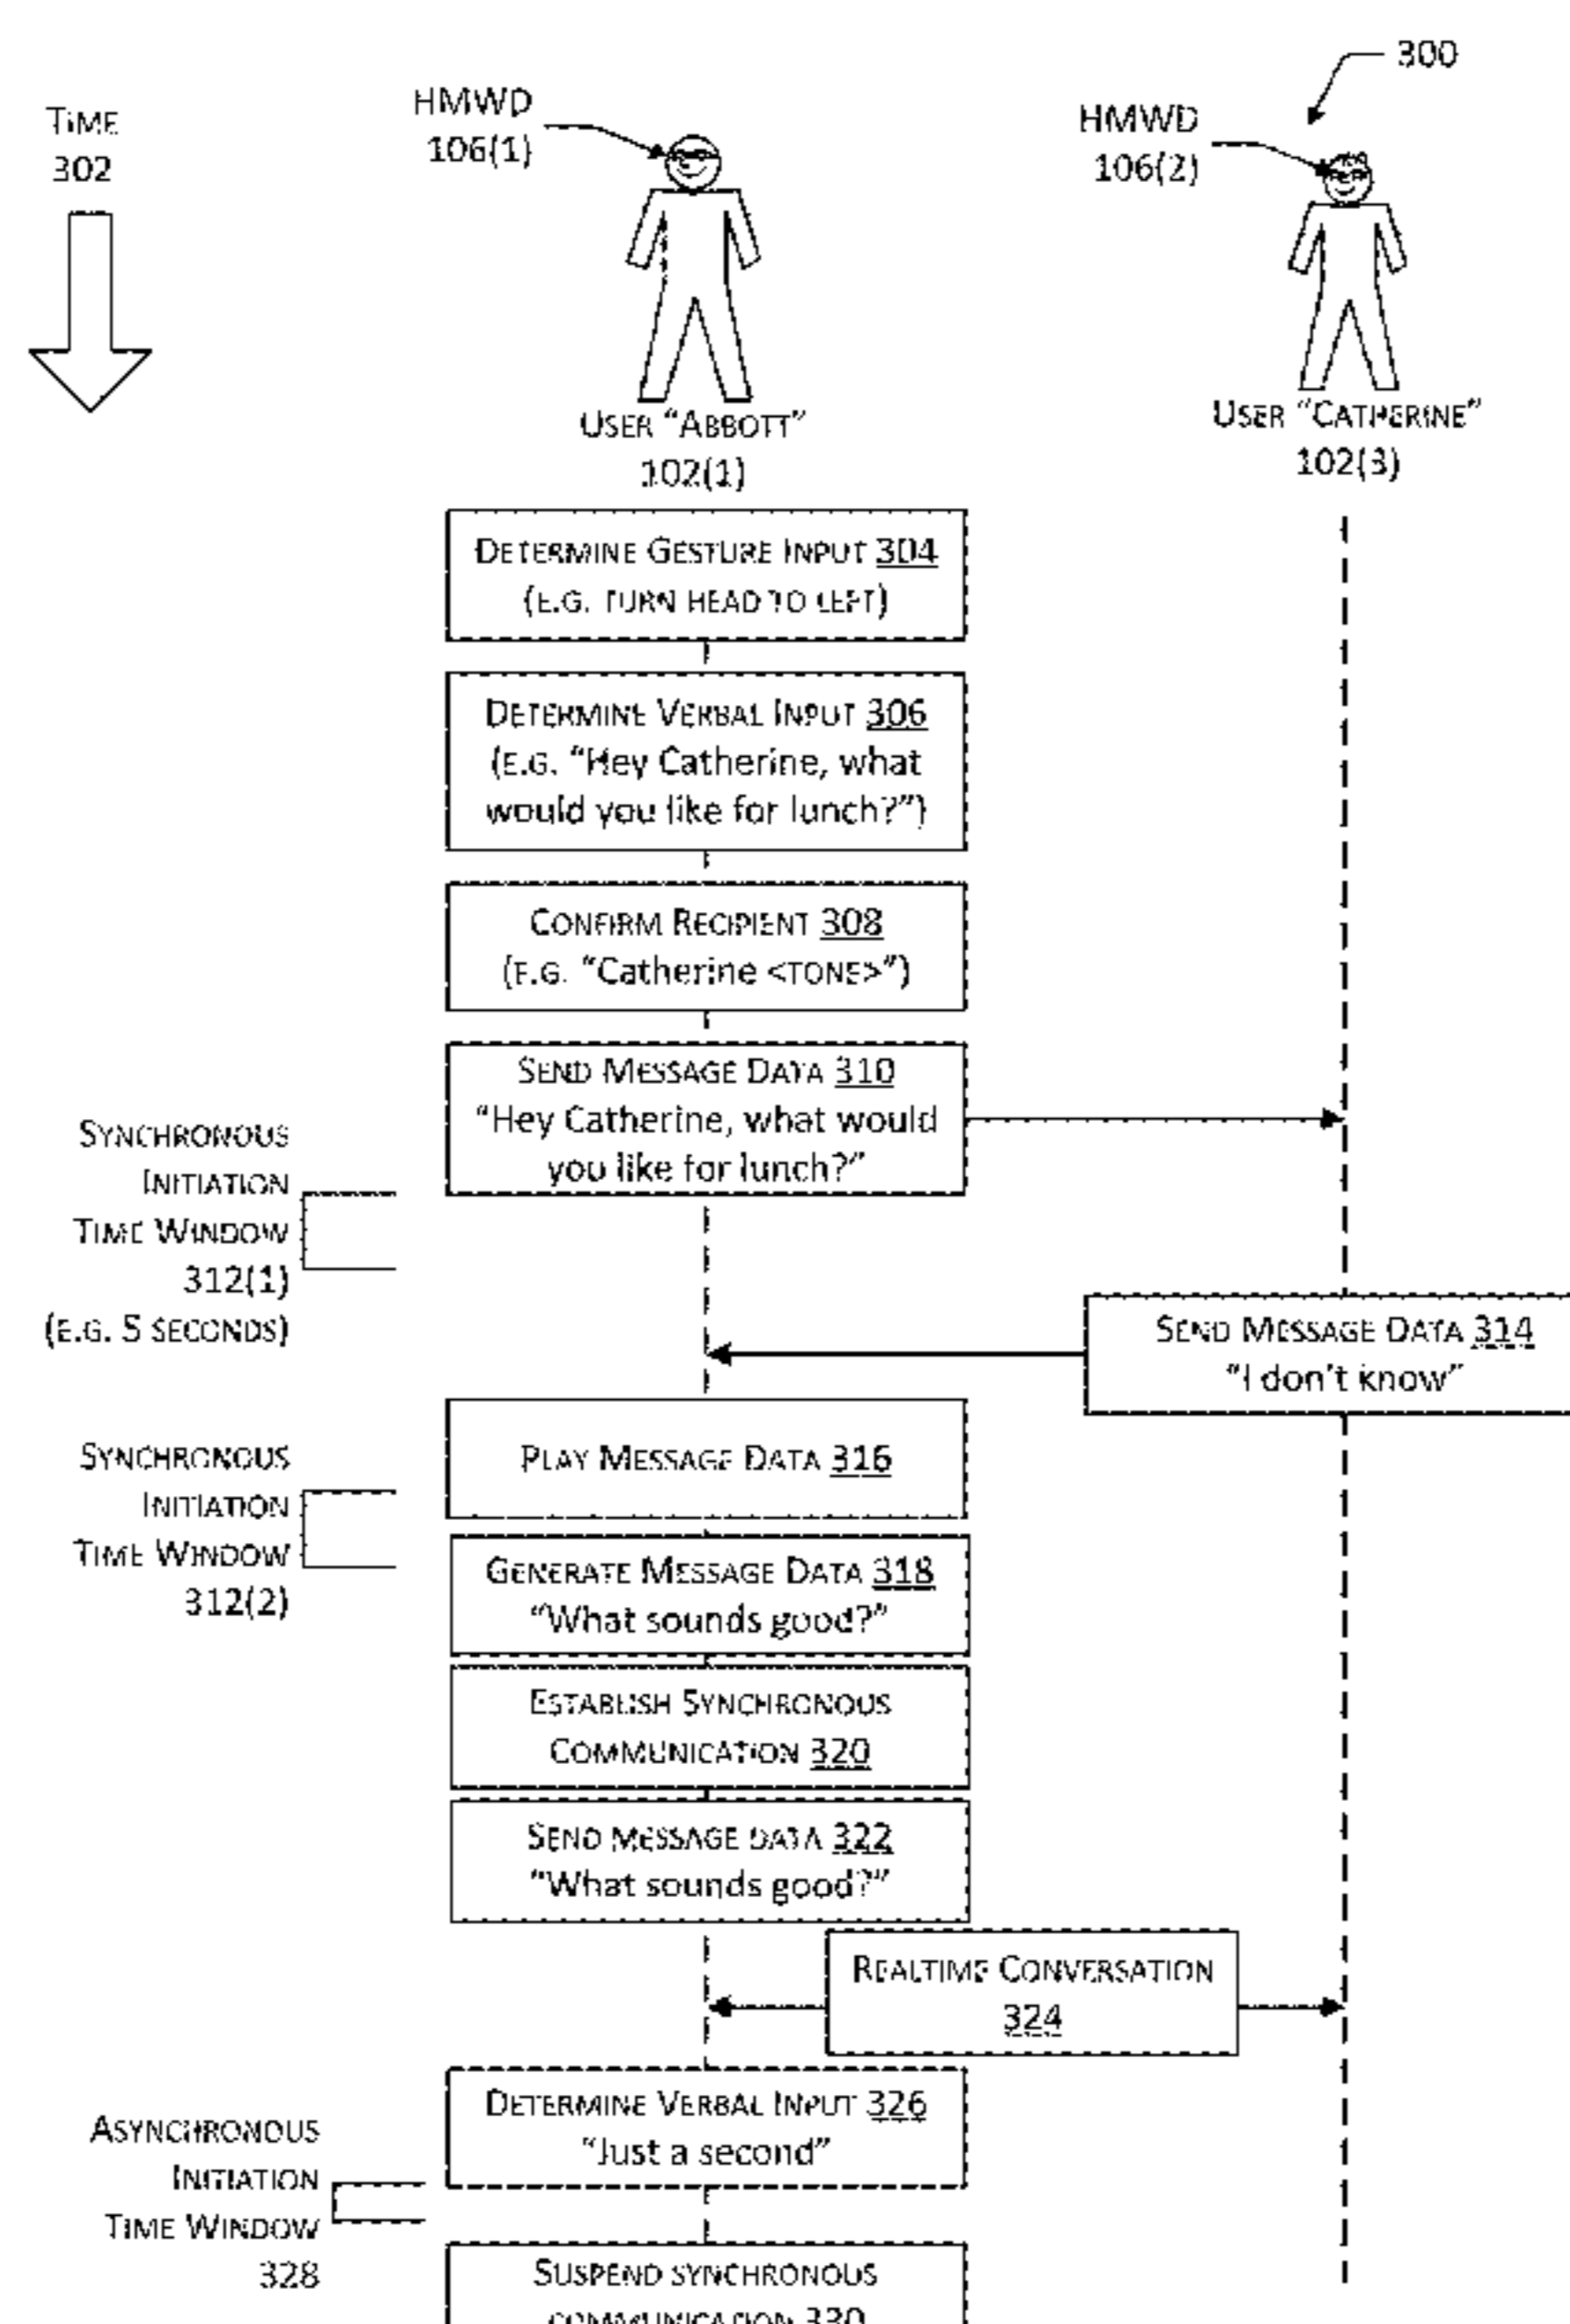 300
TIME
302
HMWD
106(1)
HMWD
106(2)
USER “ABBOTT”
102(1)
USER “CATHERINE”
102(3)
DETERMINE GESTURE INPUT 304
(E.G. TURN HEAD TO LEFT)
DETERMINE VERBAL INPUT 306
(E.G. “Hey Catherine, what
would you like for lunch?”)
CONFIRM RECIPIENT 308
(E.G. “Catherine <TONE>”)
SEND MESSAGE DATA 310
“Hey Catherine, what would
you like for lunch?”
SYNCHRONOUS
INITIATION
TIME WINDOW
312(1)
(E.G. 5 SECONDS)
SEND MESSAGE DATA 314
“I don’t know”
PLAY MESSAGE DATA 316
SYNCHRONOUS
INITIATION
TIME WINDOW
312(2)
GENERATE MESSAGE DATA 318
“What sounds good?”
ESTABLISH SYNCHRONOUS
COMMUNICATION 320
SEND MESSAGE DATA 322
“What sounds good?”
REALTIME CONVERSATION
324
DETERMINE VERBAL INPUT 326
“Just a second”
ASYNCHRONOUS
INITIATION
TIME WINDOW
328
SUSPEND SYNCHRONOUS
COMMUNICATION 330